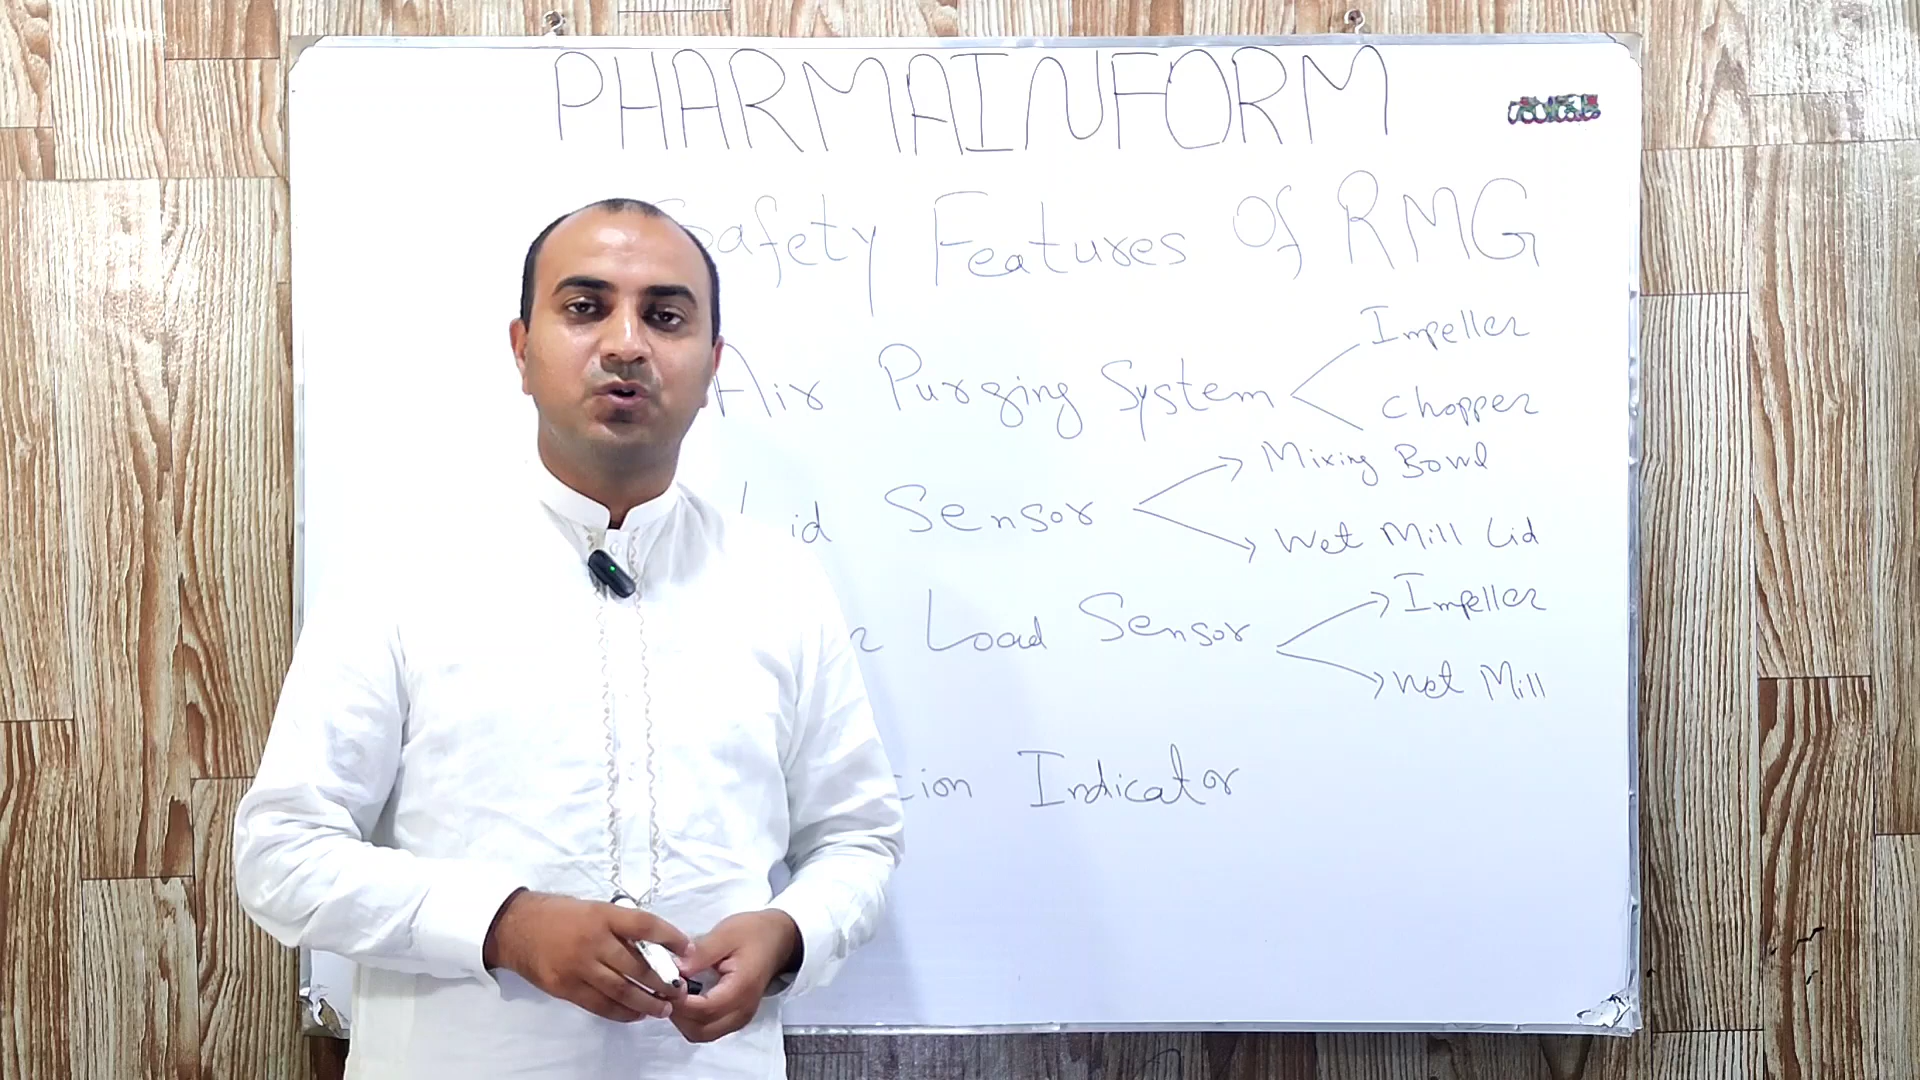 PHARMAINFORM
Safety Features Of RMG
Air Purging System
Impeller
Chopper
Lid Sensor
Mixing Bowl
Wet Mill Lid
Load Sensor
Impeller
Wet Mill
Indicator